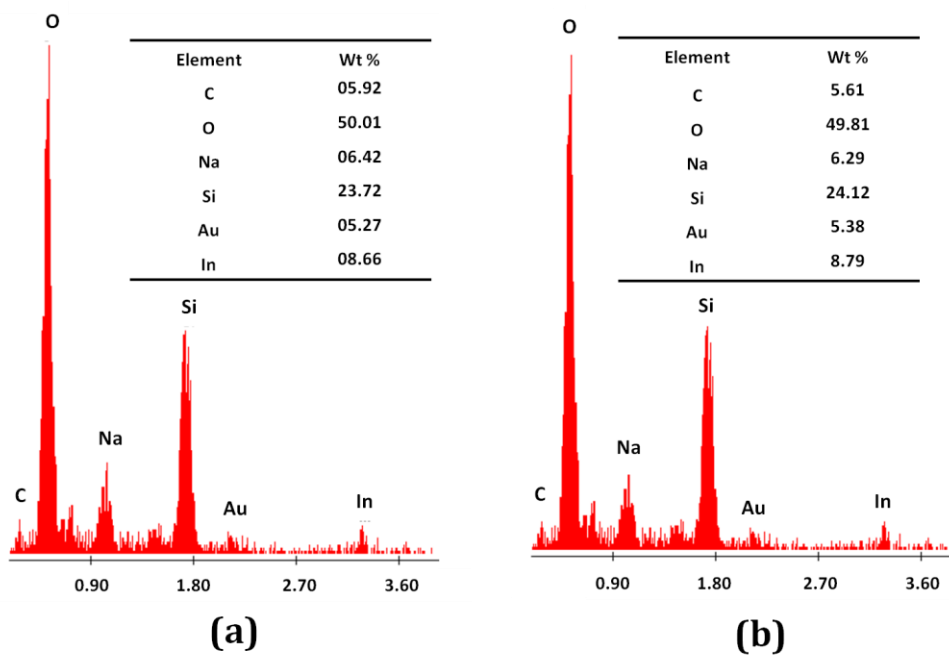 O
Element Wt %
C 05.92
O 50.01
Na 06.42
Si 23.72
Au 05.27
In 08.66
Si
Na
C
Au
In
0.90 1.80 2.70 3.60
(a)
O
Element Wt %
C 5.61
O 49.81
Na 6.29
Si 24.12
Au 5.38
In 8.79
Si
Na
C
Au
In
0.90 1.80 2.70 3.60
(b)